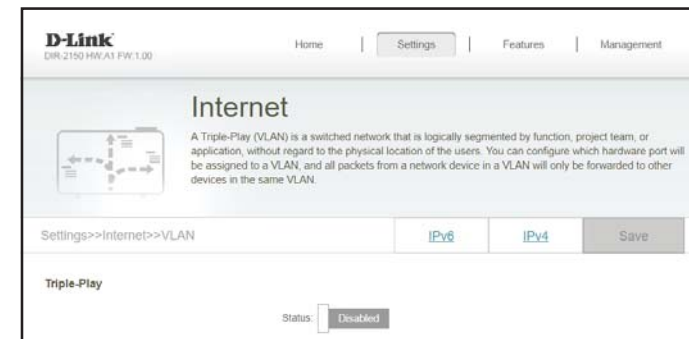 D-Link
DIR-2150 HW:A1 FW:1.00
Home | Settings | Features | Management
Internet
A Triple-Play (VLAN) is a switched network that is logically segmented by function, project team, or
application, without regard to the physical location of the users. You can configure which hardware port will
be assigned to a VLAN, and all packets from a network device in a VLAN will only be forwarded to other
devices in the same VLAN.
Settings>>Internet>>VLAN
IPv6
IPv4
Save
Triple-Play
Status: Disabled